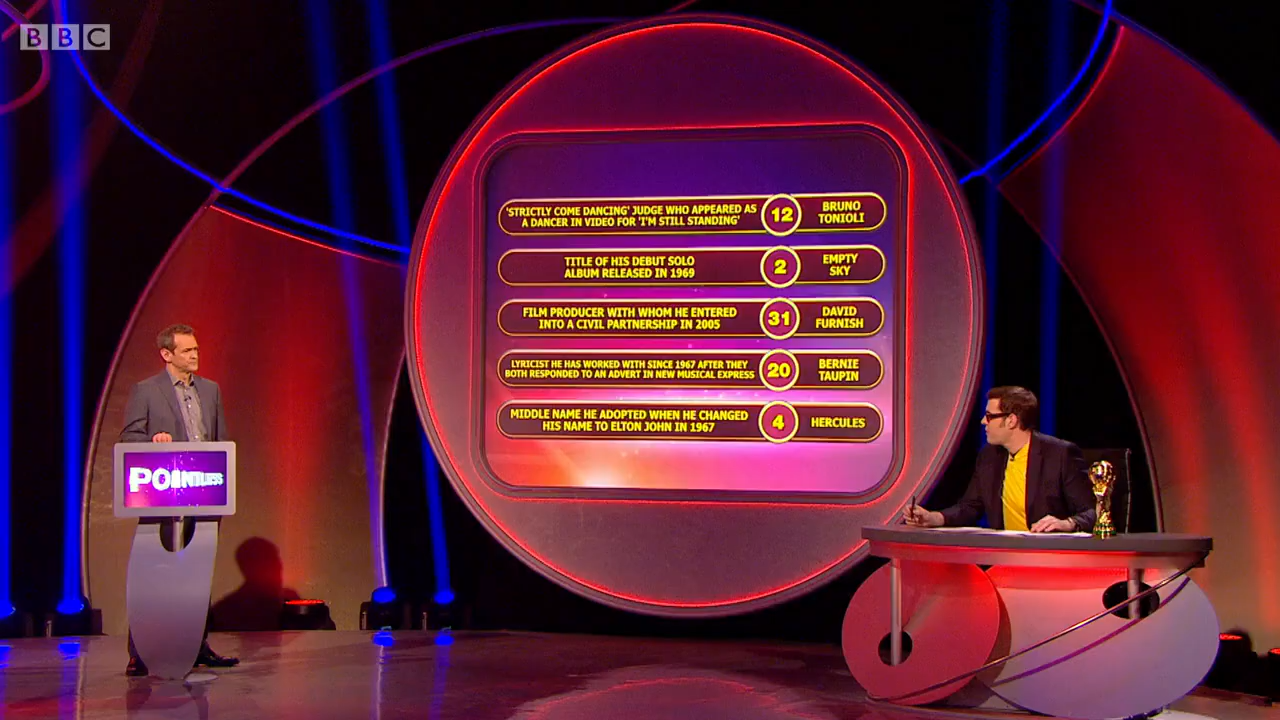 BBC
'STRICTLY COME DANCING' JUDGE WHO APPEARED AS
A DANCER IN VIDEO FOR 'I'M STILL STANDING'
12
BRUNO
TONIOLI
TITLE OF HIS DEBUT SOLO
ALBUM RELEASED IN 1969
2
EMPTY
SKY
FILM PRODUCER WITH WHOM HE ENTERED
INTO A CIVIL PARTNERSHIP IN 2005
31
DAVID
FURNISH
LYRICIST HE HAS WORKED WITH SINCE 1967 AFTER THEY
BOTH RESPONDED TO AN ADVERT IN NEW MUSICAL EXPRESS
20
BERNIE
TAUPIN
MIDDLE NAME HE ADOPTED WHEN HE CHANGED
HIS NAME TO ELTON JOHN IN 1967
4
HERCULES
POINTLESS